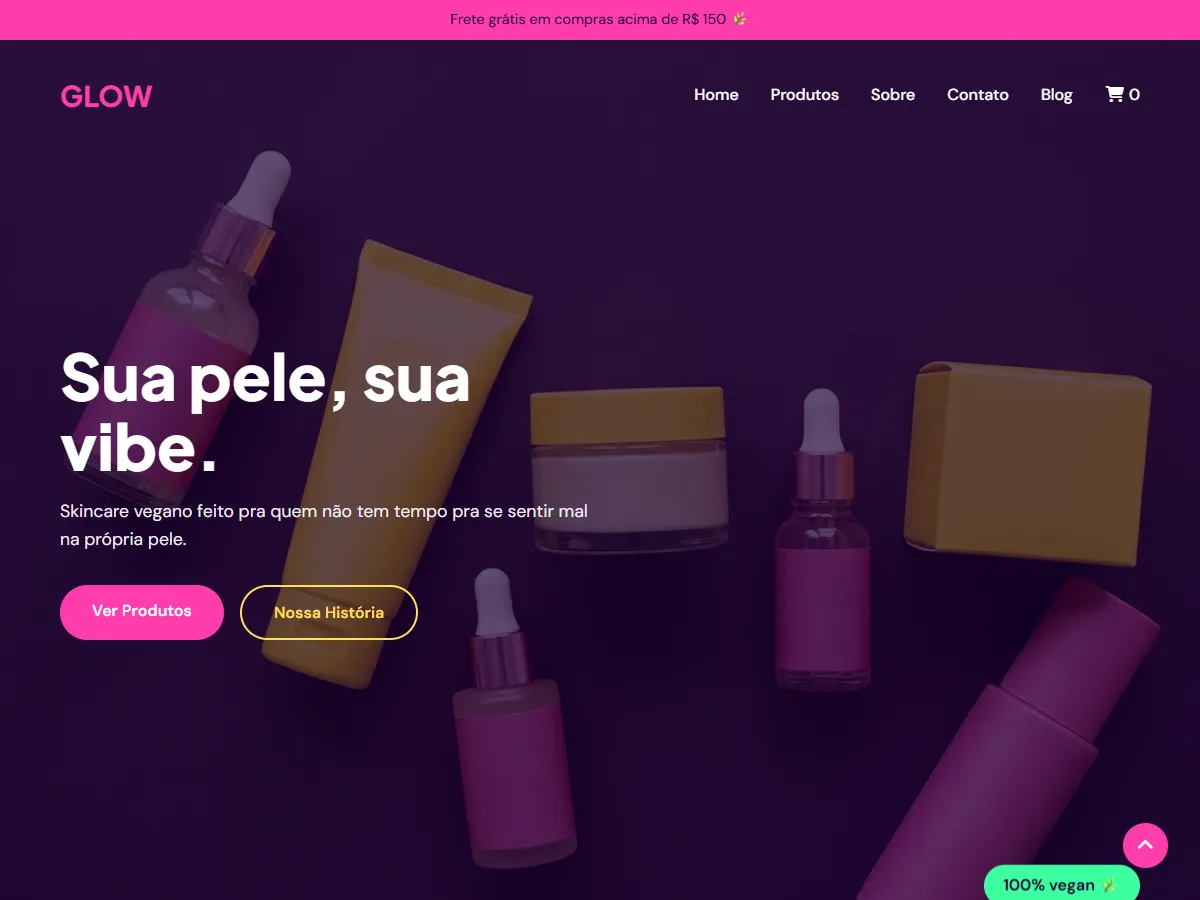 Frete grátis em compras acima de R$ 150 🌿
GLOW
Home Produtos Sobre Contato Blog 0
Sua pele, sua
vibe.
Skincare vegano feito pra quem não tem tempo pra se sentir mal
na própria pele.
Ver Produtos Nossa História
100% vegan 🌿